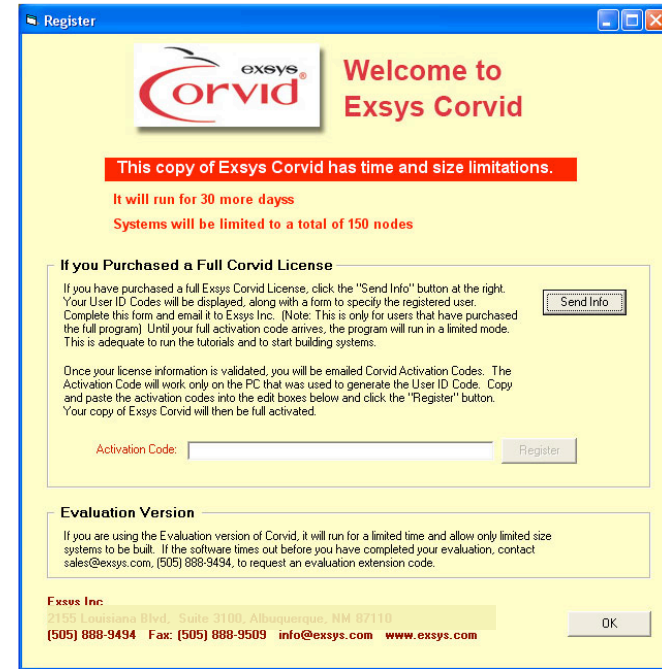 Register
exsys
Corvid®
Welcome to
Exsys Corvid
This copy of Exsys Corvid has time and size limitations.
It will run for 30 more dayss
Systems will be limited to a total of 150 nodes
If you Purchased a Full Corvid License
If you have purchased a full Exsys Corvid License, click the "Send Info" button at the right.
Your User ID Codes will be displayed, along with a form to specify the registered user.
Complete this form and email it to Exsys Inc. (Note: This is only for users that have purchased
the full program) Until your full activation code arrives, the program will run in a limited mode.
This is adequate to run the tutorials and to start building systems.
Send Info
Once your license information is validated, you will be emailed Corvid Activation Codes. The
Activation Code will work only on the PC that was used to generate the User ID Code. Copy
and paste the activation codes into the edit boxes below and click the "Register" button.
Your copy of Exsys Corvid will then be full activated.
Activation Code:
Register
Evaluation Version
If you are using the Evaluation version of Corvid, it will run for a limited time and allow only limited size
systems to be built. If the software times out before you have completed your evaluation, contact
sales@exsys.com, (505) 888-9494, to request an evaluation extension code.
Exsys Inc
2155 Louisiana Blvd, Suite 3100, Albuquerque, NM 87110
(505) 888-9494 Fax: (505) 888-9509 info@exsys.com www.exsys.com
OK